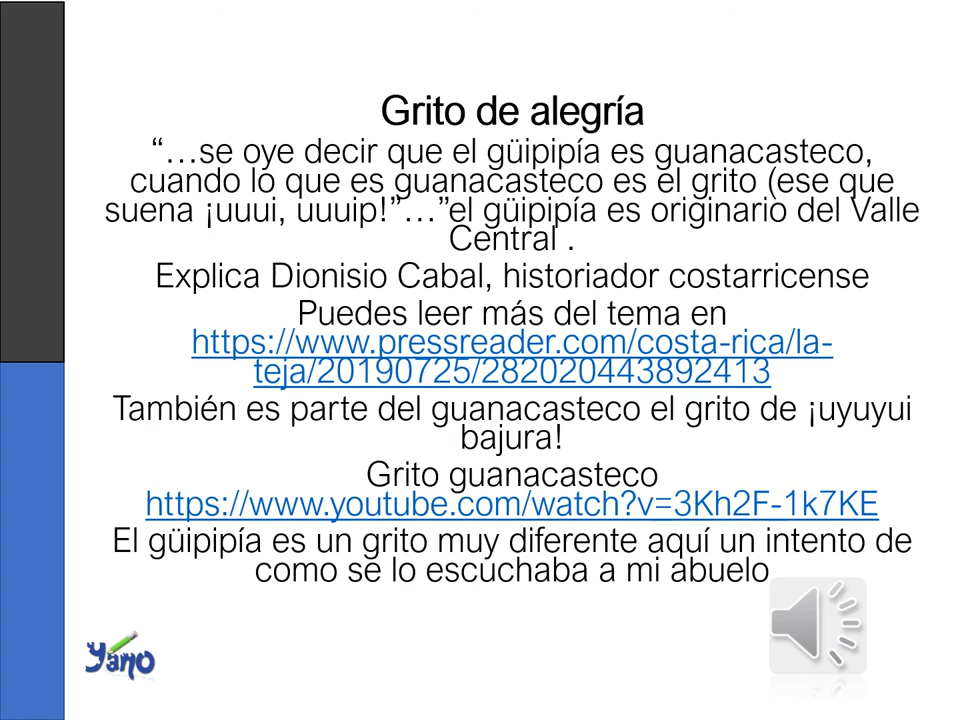 Grito de alegría
“…se oye decir que el güipipía es guanacasteco,
cuando lo que es guanacasteco es el grito (ese que
suena ¡uuui, uuuip!”…”el güipipía es originario del Valle
Central .
Explica Dionisio Cabal, historiador costarricense
Puedes leer más del tema en
https://www.pressreader.com/costa-rica/la-
teja/20190725/282020443892413
También es parte del guanacasteco el grito de ¡uyuyui
bajura!
Grito guanacasteco
https://www.youtube.com/watch?v=3Kh2F-1k7KE
El güipipía es un grito muy diferente aquí un intento de
como se lo escuchaba a mi abuelo
Yano